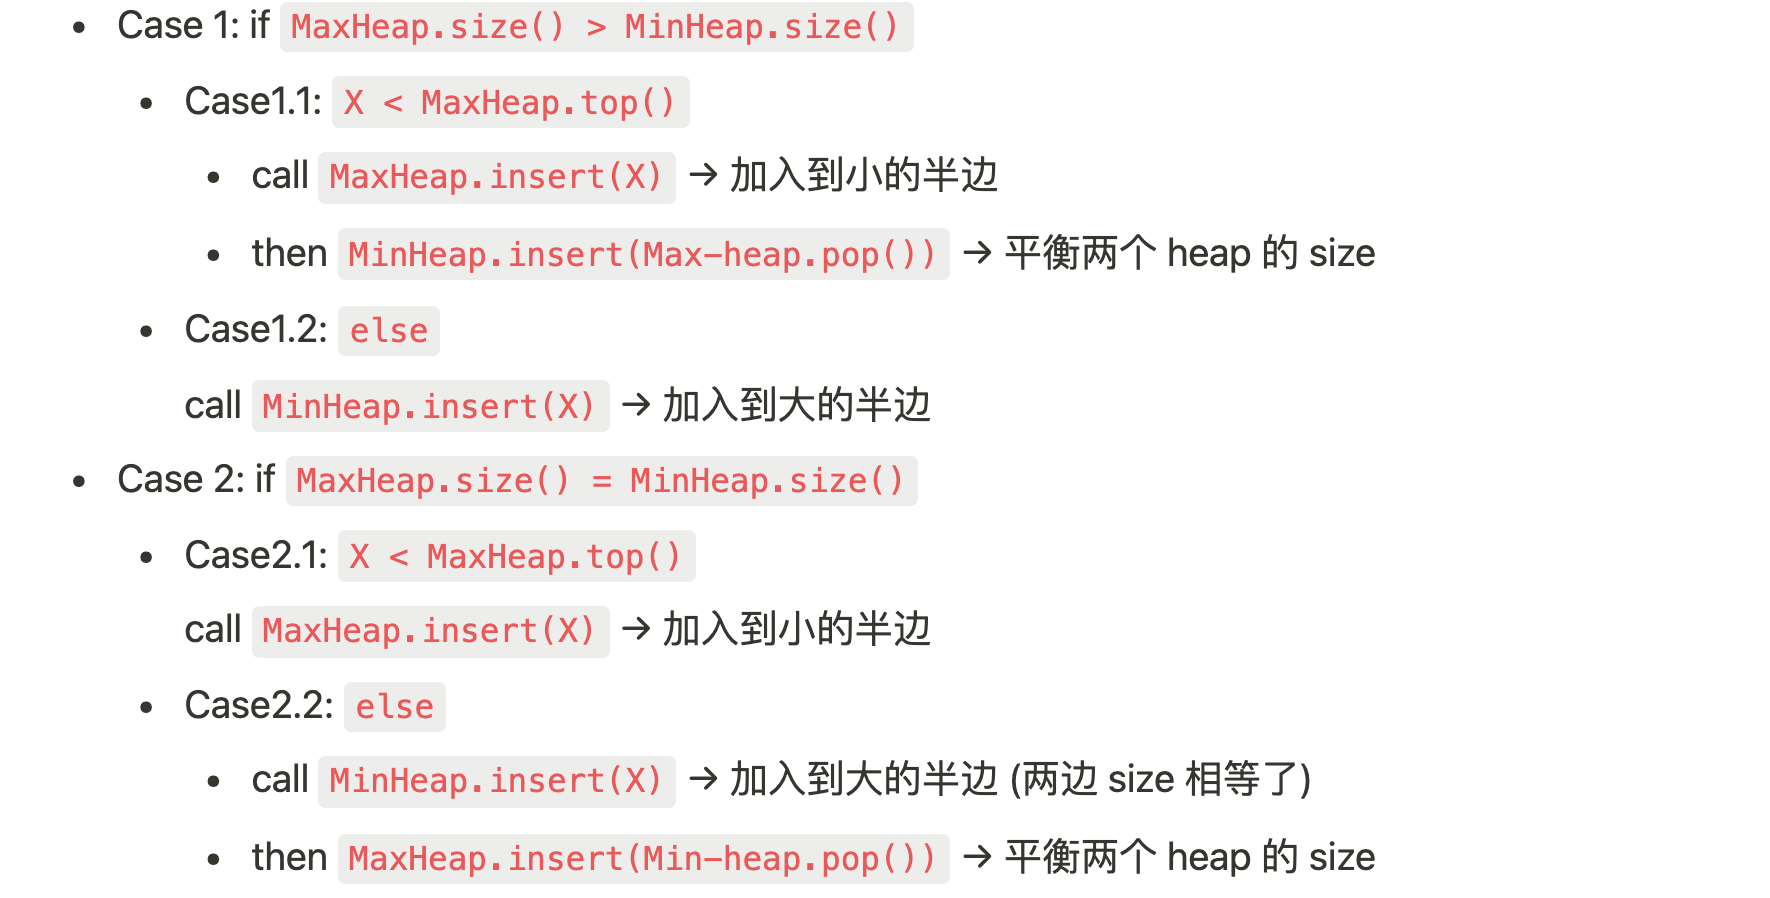 • Case 1: if MaxHeap.size() > MinHeap.size()
• Case1.1: X < MaxHeap.top()
• call MaxHeap.insert(X) → 加入到小的半边
• then MinHeap.insert(Max-heap.pop()) → 平衡两个 heap 的 size
• Case1.2: else
call MinHeap.insert(X) → 加入到大的半边
• Case 2: if MaxHeap.size() = MinHeap.size()
• Case2.1: X < MaxHeap.top()
call MaxHeap.insert(X) → 加入到小的半边
• Case2.2: else
• call MinHeap.insert(X) → 加入到大的半边 (两边 size 相等了)
• then MaxHeap.insert(Min-heap.pop()) → 平衡两个 heap 的 size